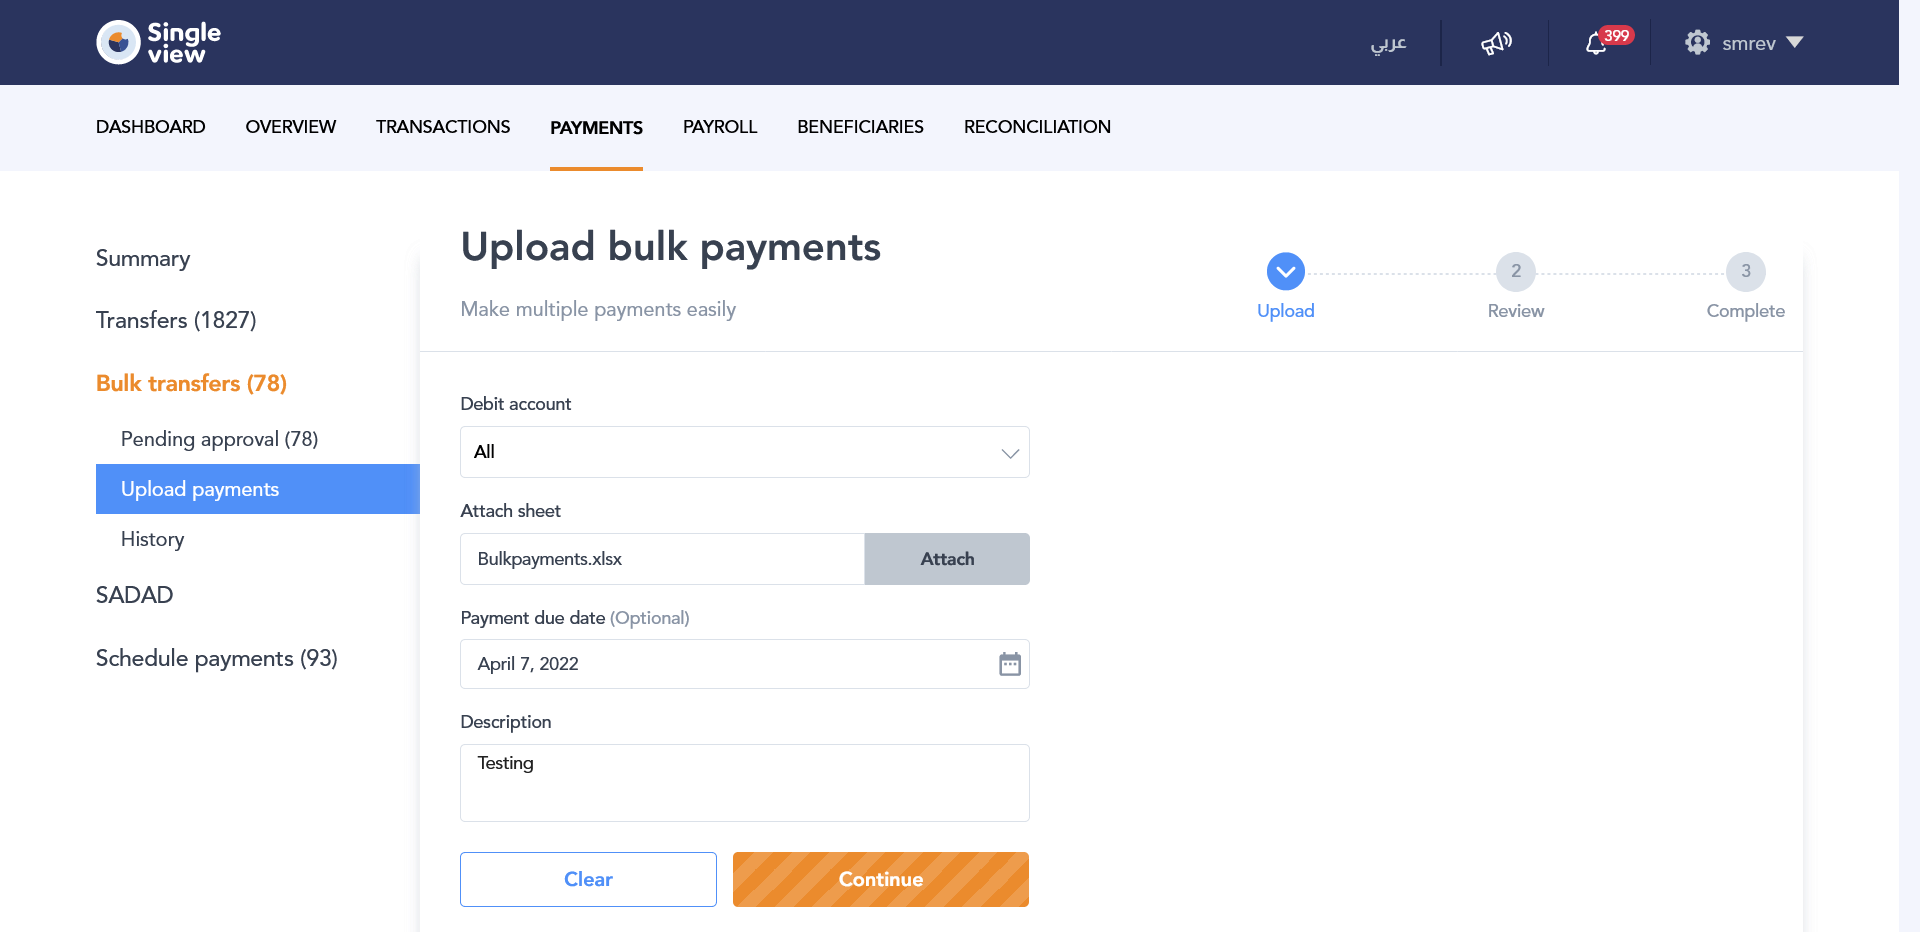 Single
view
عربي
399
smrev
DASHBOARD OVERVIEW TRANSACTIONS PAYMENTS PAYROLL BENEFICIARIES RECONCILIATION
Summary
Transfers (1827)
Bulk transfers (78)
Pending approval (78)
Upload payments
History
SADAD
Schedule payments (93)
Upload bulk payments
Make multiple payments easily
2
3
Upload
Review
Complete
Debit account
All
Attach sheet
Bulkpayments.xlsx
Attach
Payment due date (Optional)
April 7, 2022
Description
Testing
Clear
Continue